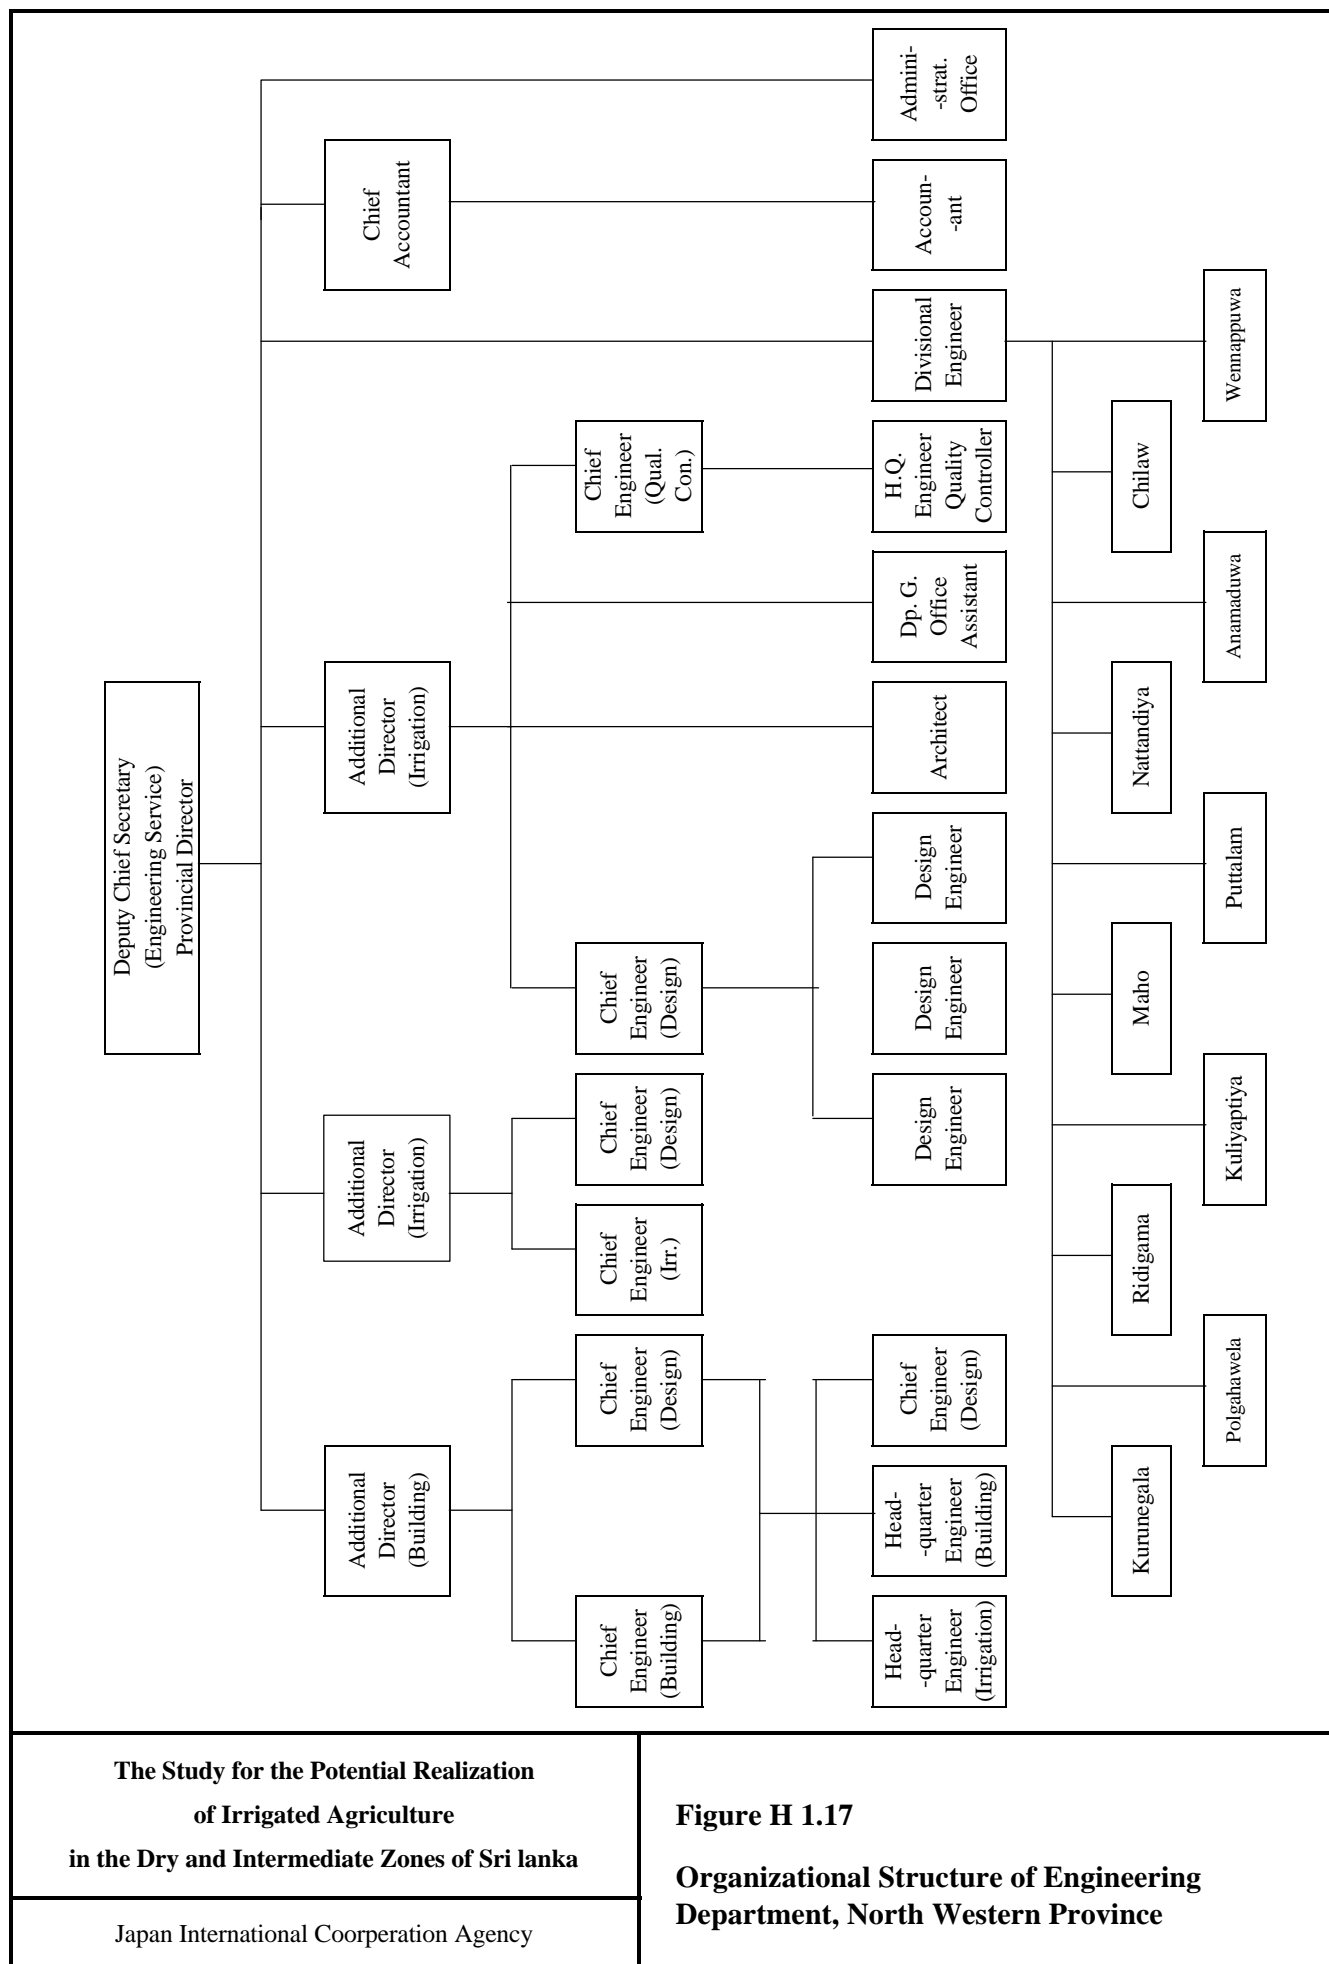 Deputy Chief Secretary
(Engineering Service)
Provincial Director
Additional
Director
(Building)
Additional
Director
(Irrigation)
Additional
Director
(Irrigation)
Chief
Accountant
Chief
Engineer
(Building)
Chief
Engineer
(Design)
Chief
Engineer
(Irr.)
Chief
Engineer
(Design)
Chief
Engineer
(Design)
Chief
Engineer
(Qual.
Con.)
Head-
-quarter
Engineer
(Irrigation)
Head-
-quarter
Engineer
(Building)
Chief
Engineer
(Design)
Design
Engineer
Design
Engineer
Design
Engineer
Architect
Dp. G.
Office
Assistant
H.Q.
Engineer
Quality
Controller
Divisional
Engineer
Accoun-
-ant
Admini-
-strat.
Office
Kurunegala
Ridigama
Maho
Nattandiya
Chilaw
Polgahawela
Kuliyaptiya
Puttalam
Anamaduwa
Wennappuwa
The Study for the Potential Realization
of Irrigated Agriculture
in the Dry and Intermediate Zones of Sri lanka
Japan International Coorperation Agency
Figure H 1.17
Organizational Structure of Engineering
Department, North Western Province